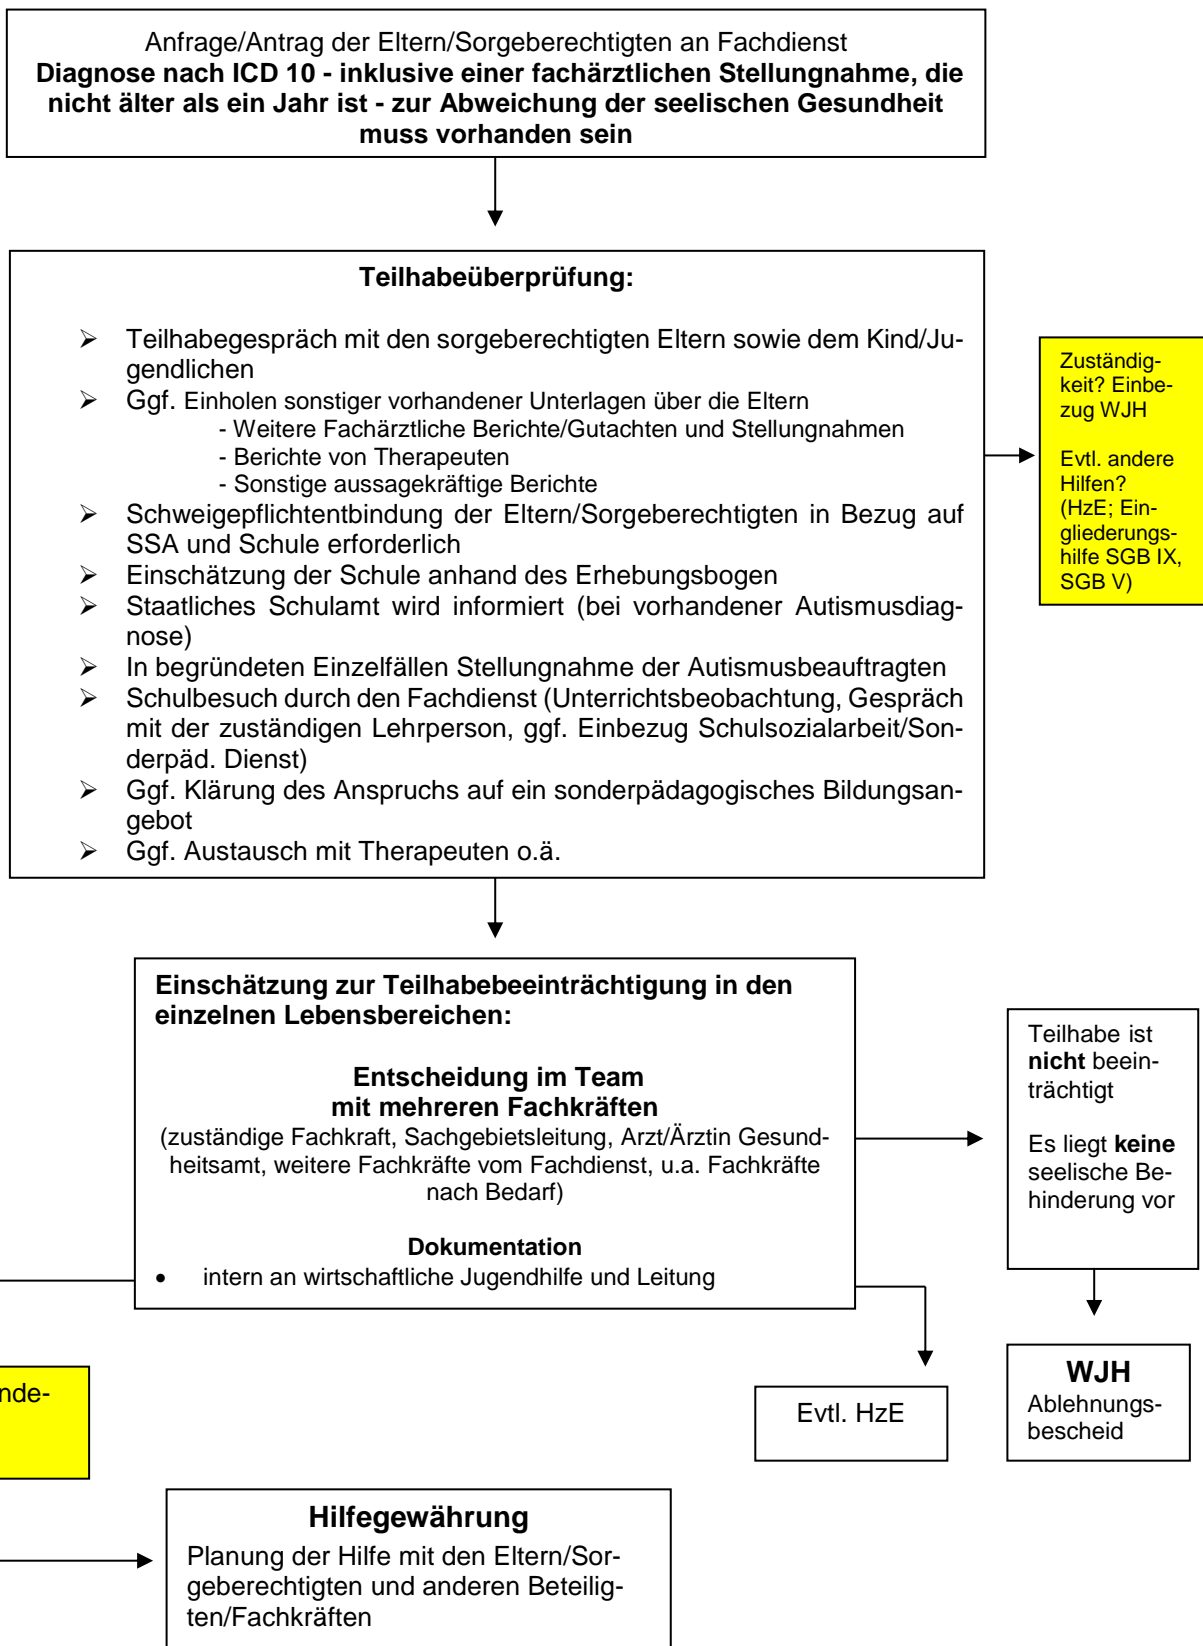 Anfrage/Antrag der Eltern/Sorgeberechtigten an Fachdienst
Diagnose nach ICD 10 - inklusive einer fachärztlichen Stellungnahme, die
nicht älter als ein Jahr ist - zur Abweichung der seelischen Gesundheit
muss vorhanden sein
Teilhabeüberprüfung:
➢ Teilhabegespräch mit den sorgeberechtigten Eltern sowie dem Kind/Ju-
gendlichen
➢ Ggf. Einholen sonstiger vorhandener Unterlagen über die Eltern
- Weitere Fachärztliche Berichte/Gutachten und Stellungnahmen
- Berichte von Therapeuten
- Sonstige aussagekräftige Berichte
➢ Schweigepflichtentbindung der Eltern/Sorgeberechtigten in Bezug auf
SSA und Schule erforderlich
➢ Einschätzung der Schule anhand des Erhebungsbogen
➢ Staatliches Schulamt wird informiert (bei vorhandener Autismusdiag-
nose)
➢ In begründeten Einzelfällen Stellungnahme der Autismusbeauftragten
➢ Schulbesuch durch den Fachdienst (Unterrichtsbeobachtung, Gespräch
mit der zuständigen Lehrperson, ggf. Einbezug Schulsozialarbeit/Son-
derpäd. Dienst)
➢ Ggf. Klärung des Anspruchs auf ein sonderpädagogisches Bildungsan-
gebot
➢ Ggf. Austausch mit Therapeuten o.ä.
Zuständig-
keit? Einbe-
zug WJH
Evtl. andere
Hilfen?
(HzE; Ein-
gliederungs-
hilfe SGB IX,
SGB V)
Einschätzung zur Teilhabebeeinträchtigung in den
einzelnen Lebensbereichen:
Entscheidung im Team
mit mehreren Fachkräften
(zuständige Fachkraft, Sachgebietsleitung, Arzt/Ärztin Gesund-
heitsamt, weitere Fachkräfte vom Fachdienst, u.a. Fachkräfte
nach Bedarf)
Dokumentation
• intern an wirtschaftliche Jugendhilfe und Leitung
Teilhabe ist
nicht beein-
trächtigt
Es liegt keine
seelische Be-
hinderung vor
nde-
Evtl. HzE
WJH
Ablehnungs-
bescheid
Hilfegewährung
Planung der Hilfe mit den Eltern/Sor-
geberechtigten und anderen Beteilig-
ten/Fachkräften